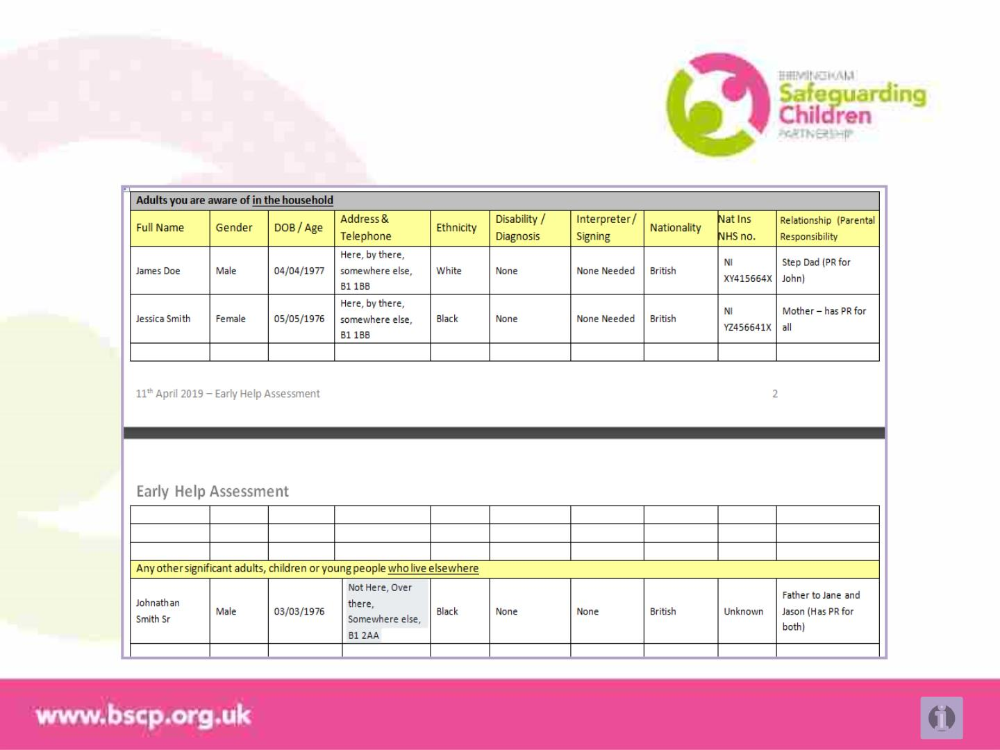 BIRMINGHAM
Safeguarding
Children
PARTNERSHIP
Adults you are aware of in the household
Full Name
Gender
DOB / Age
Address &
Telephone
Ethnicity
Disability /
Diagnosis
Interpreter /
Signing
Nationality
Nat Ins
NHS no.
Relationship (Parental
Responsibility
James Doe
Male
04/04/1977
Here, by there,
somewhere else,
B1 1BB
White
None
None Needed
British
NI
XY415664X
Step Dad (PR for
John)
Jessica Smith
Female
05/05/1976
Here, by there,
somewhere else,
B1 1BB
Black
None
None Needed
British
NI
YZ456641X
Mother – has PR for
all
11th April 2019 – Early Help Assessment
2
Early Help Assessment
Any other significant adults, children or young people who live elsewhere
Johnathan
Smith Sr
Male
03/03/1976
Not Here, Over
there,
Somewhere else,
B1 2AA
Black
None
None
British
Unknown
Father to Jane and
Jason (Has PR for
both)
www.bscp.org.uk